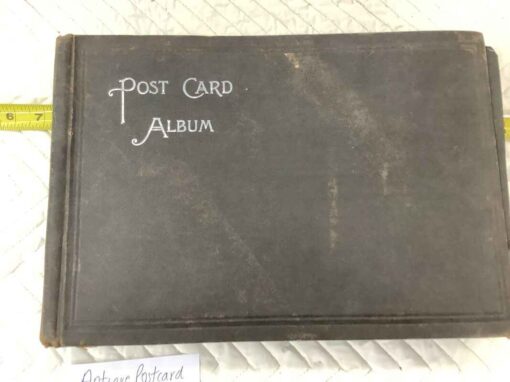 6 7
POST CARD
ALBUM
Antique Postcard